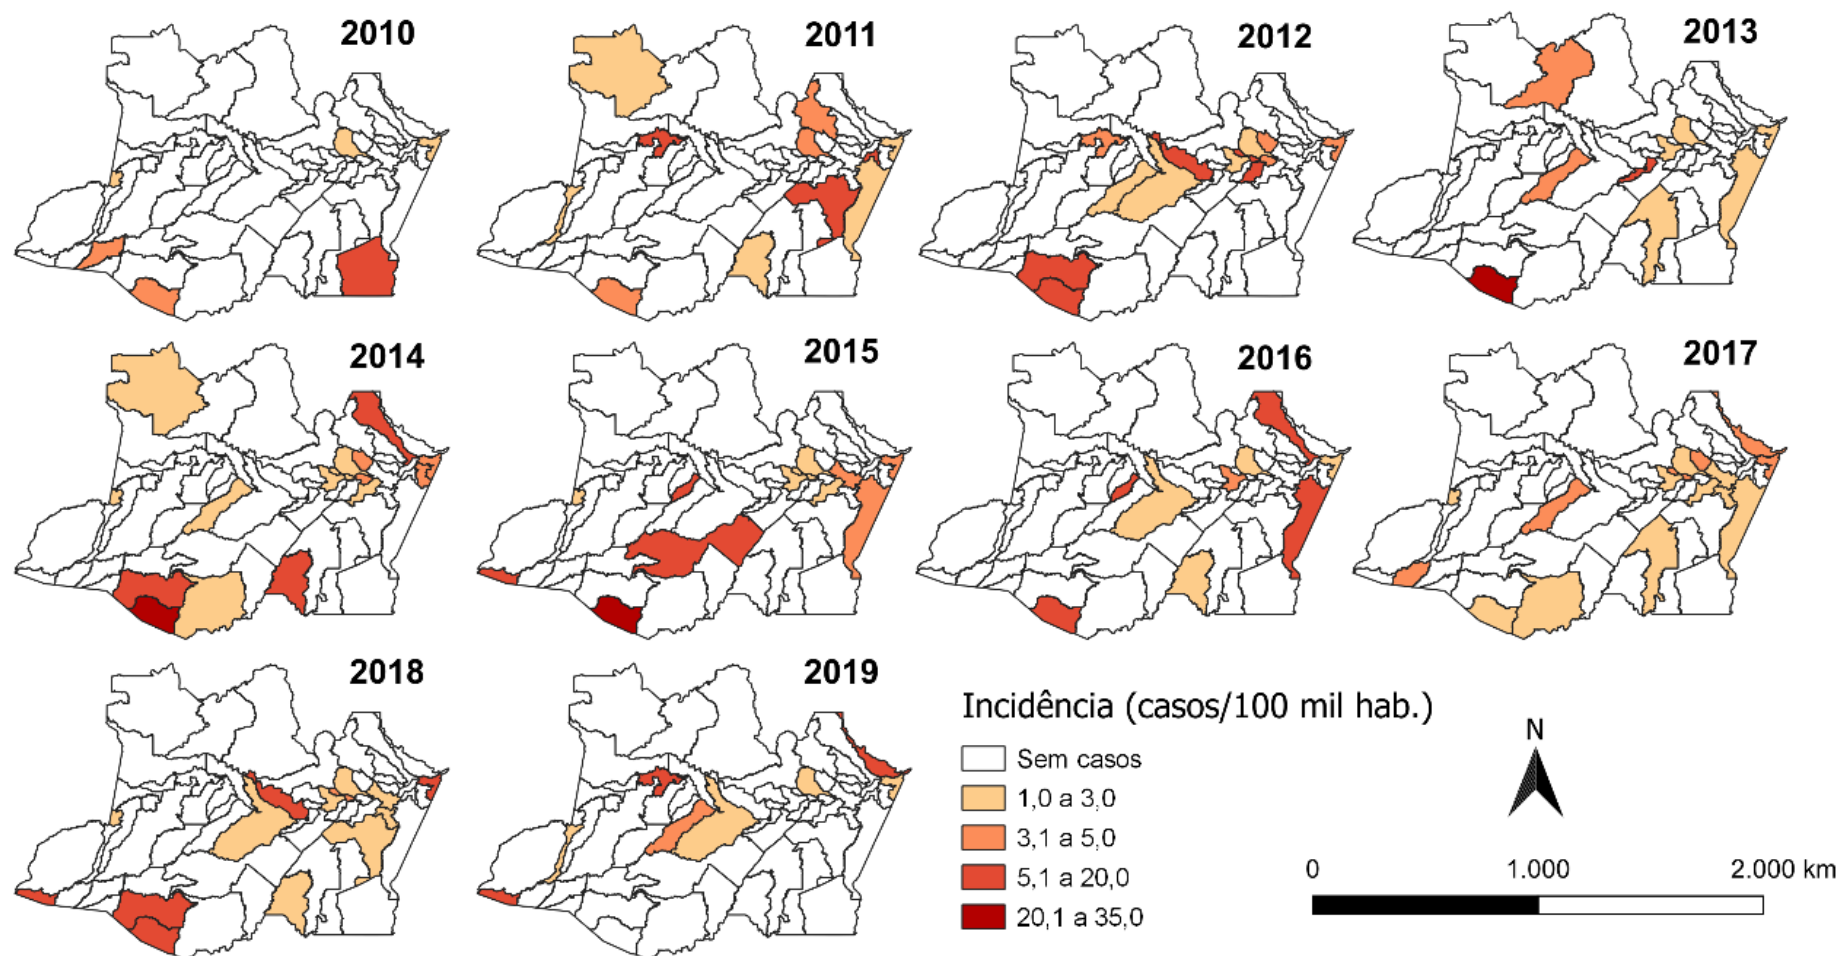 2010
2011
2012
2013
2014
2015
2016
2017
2018
2019
Incidência (casos/100 mil hab.)
Sem casos
1,0 a 3,0
3,1 a 5,0
5,1 a 20,0
20,1 a 35,0
N
0 1.000 2.000 km